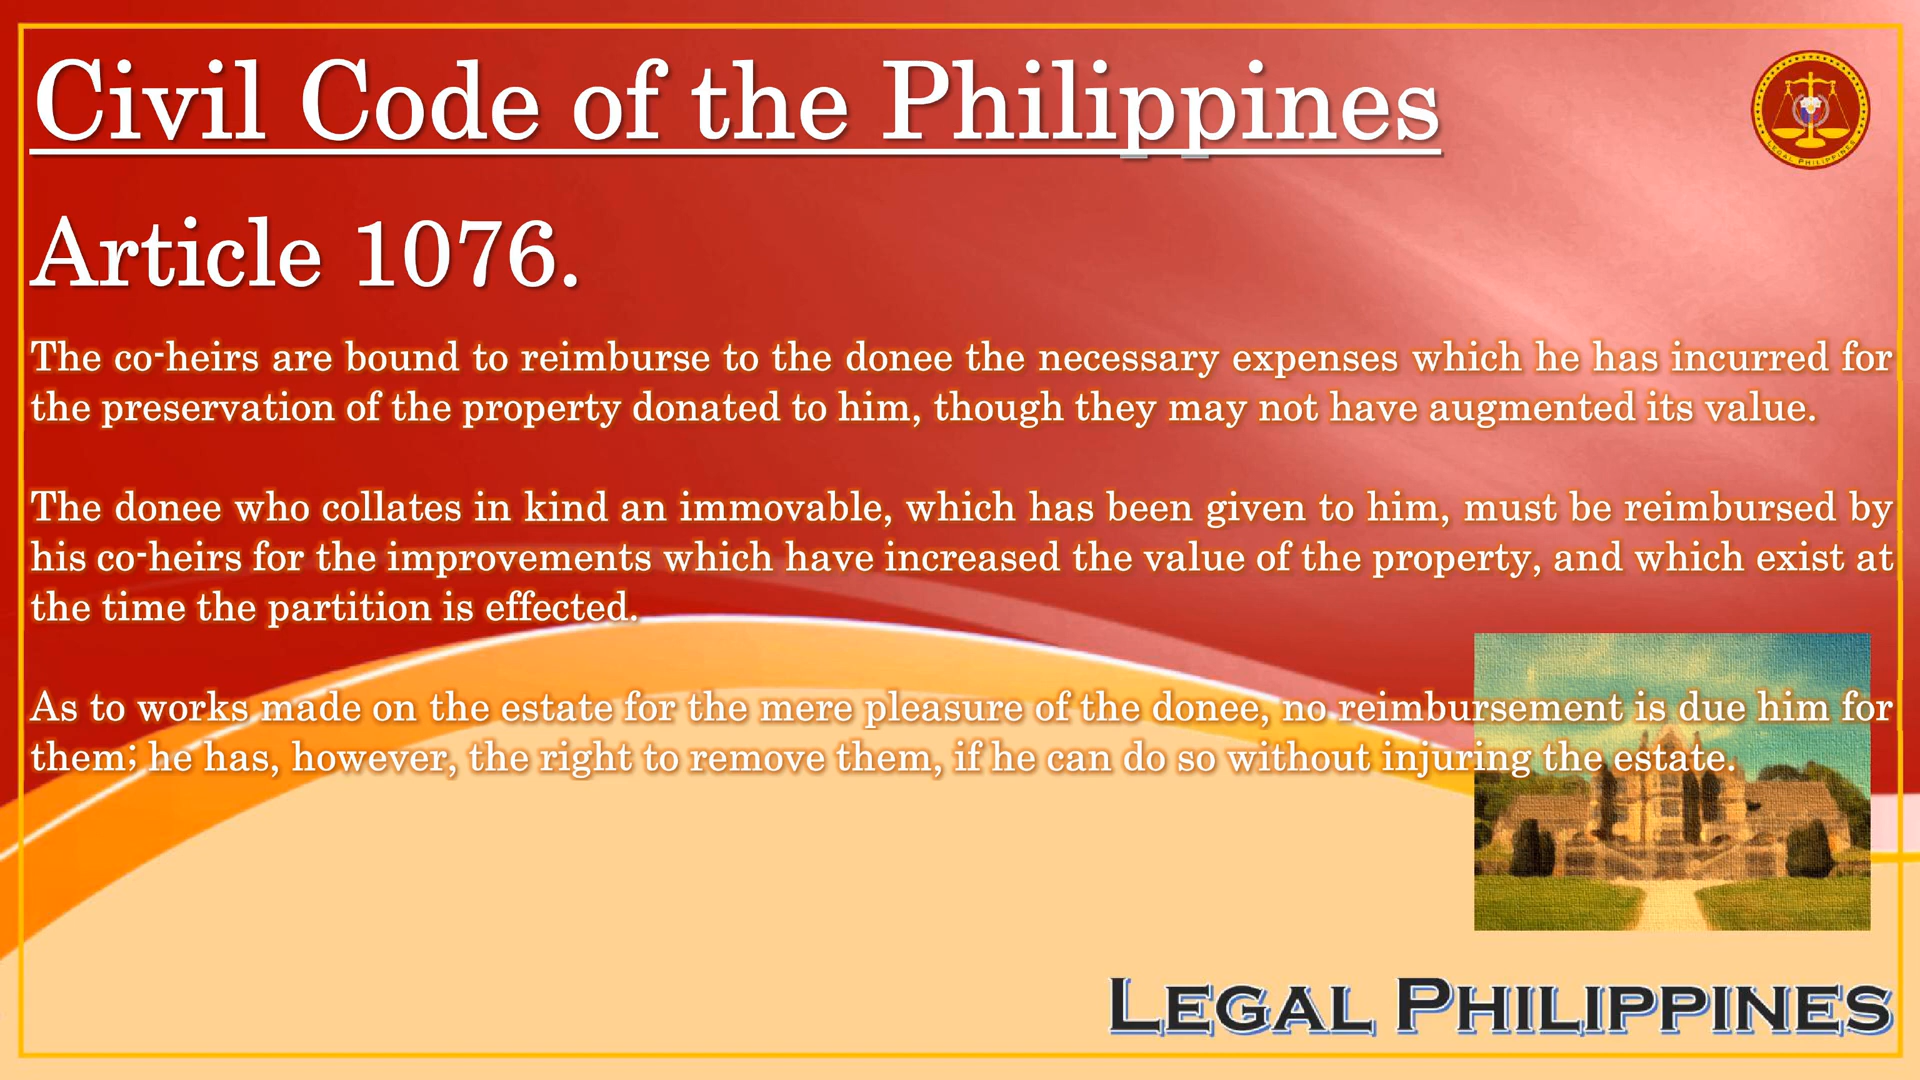 Civil Code of the Philippines
LEGAL PHILIPPINES
Article 1076.
The co-heirs are bound to reimburse to the donee the necessary expenses which he has incurred for
the preservation of the property donated to him, though they may not have augmented its value.
The donee who collates in kind an immovable, which has been given to him, must be reimbursed by
his co-heirs for the improvements which have increased the value of the property, and which exist at
the time the partition is effected.
As to works made on the estate for the mere pleasure of the donee, no reimbursement is due him for
them; he has, however, the right to remove them, if he can do so without injuring the estate.
LEGAL PHILIPPINES